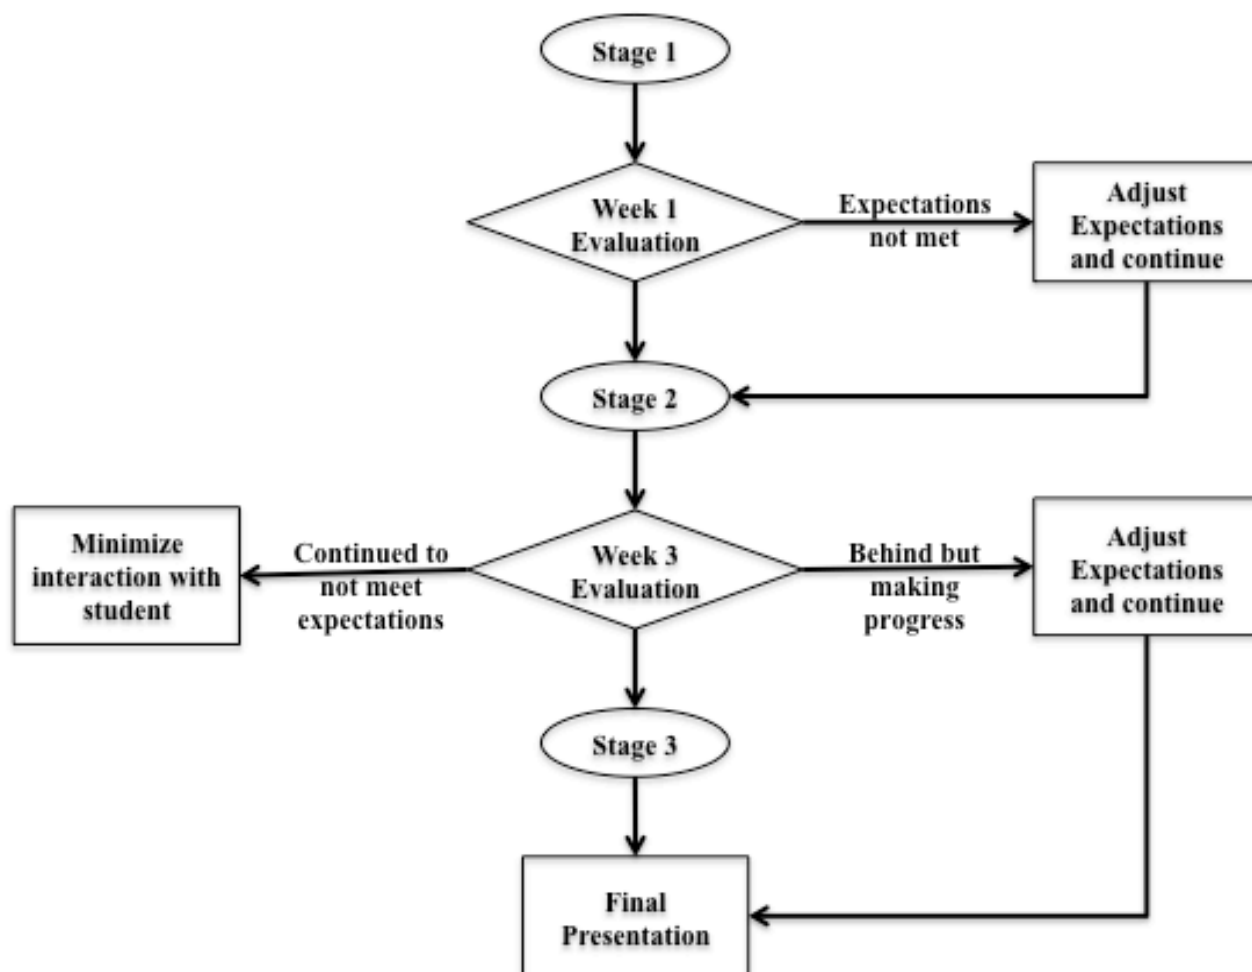 Stage 1
Week 1
Evaluation
Expectations
not met
Adjust
Expectations
and continue
Stage 2
Minimize
interaction with
student
Continued to
not meet
expectations
Week 3
Evaluation
Behind but
making
progress
Adjust
Expectations
and continue
Stage 3
Final
Presentation